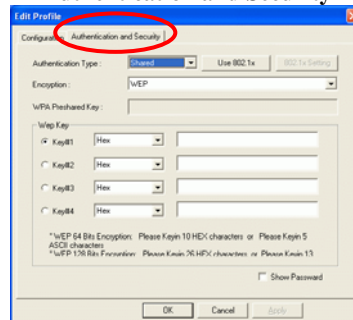 Authentication and Security
Edit Profile
Configuration Authentication and Security
Authentication Type : Shared Use 802.1x 802.1x Setting
Encryption : WEP
WPA Preshared Key :
Wep Key
Key#1 Hex
Key#2 Hex
Key#3 Hex
Key#4 Hex
* WEP 64 Bits Encryption: Please Keyin 10 HEX characters or Please Keyin 5
ASCII characters
* WEP 128 Bits Encryption: Please Keyin 26 HEX characters or Please Keyin 13
Show Password
OK Cancel Apply